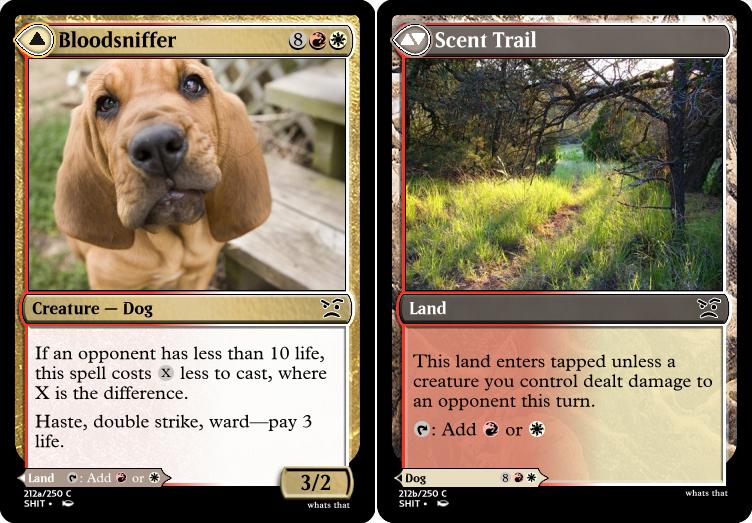 Bloodsniffer 8
Creature — Dog
If an opponent has less than 10 life,
this spell costs X less to cast, where
X is the difference.
Haste, double strike, ward—pay 3
life.
Land : Add or
3/2
212a/250 C
SHIT •
whats that
Scent Trail
Land
This land enters tapped unless a
creature you control dealt damage to
an opponent this turn.
: Add or
Dog 8
212b/250 C
SHIT •
whats that